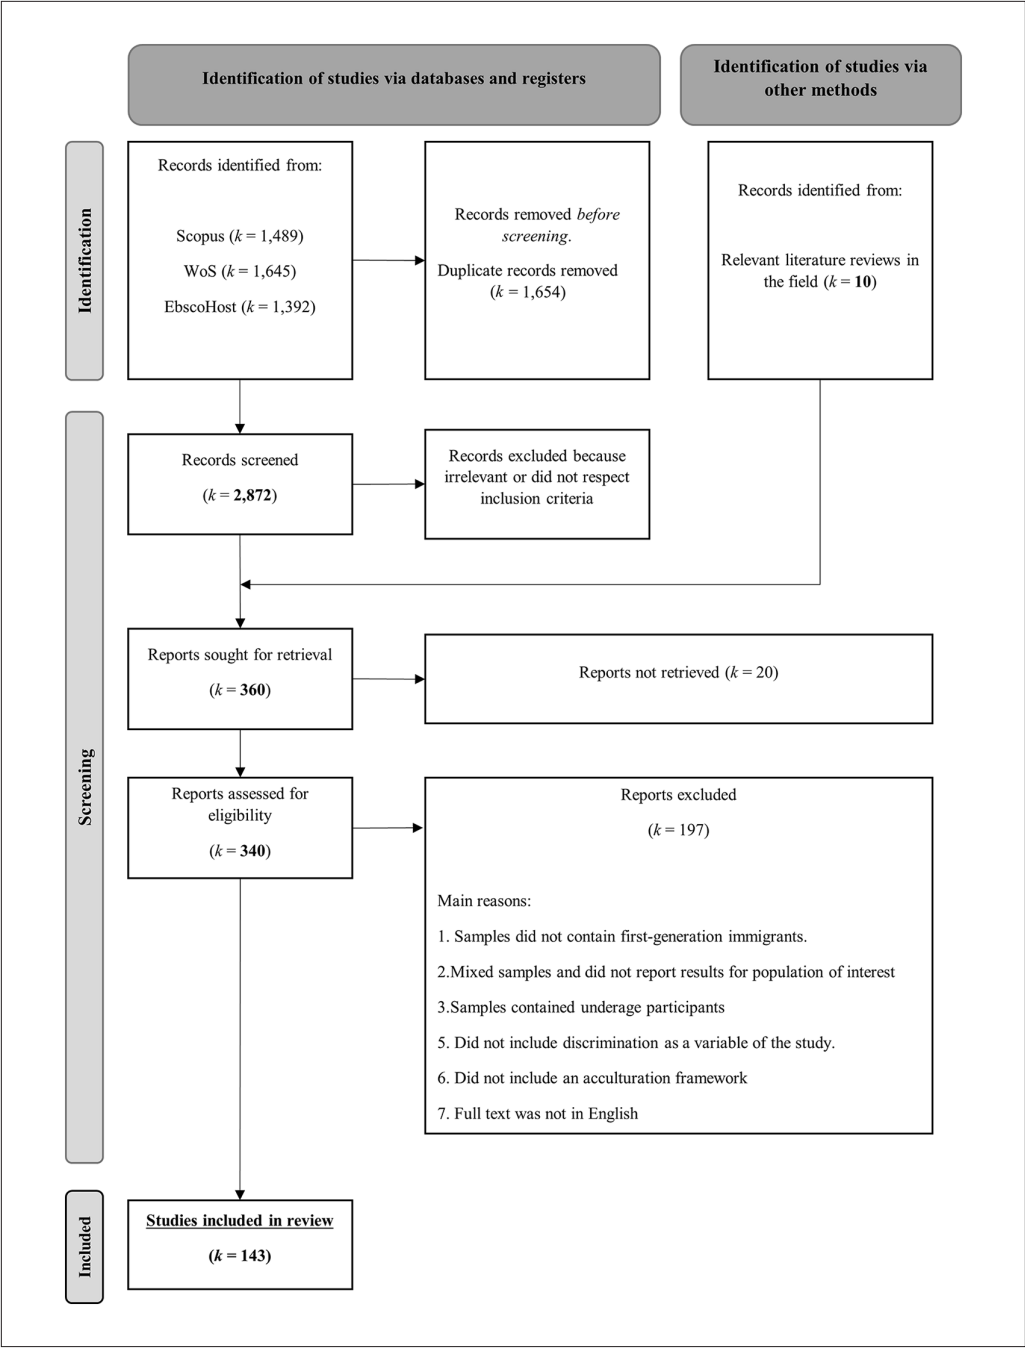 Identification of studies via databases and registers
Identification of studies via
other methods
Identification
Records identified from:
Scopus (k = 1,489)
WoS (k = 1,645)
EbscoHost (k = 1,392)
Records removed before
screening.
Duplicate records removed
(k = 1,654)
Records identified from:
Relevant literature reviews in
the field (k = 10)
Screening
Records screened
(k = 2,872)
Records excluded because
irrelevant or did not respect
inclusion criteria
Reports sought for retrieval
(k = 360)
Reports not retrieved (k = 20)
Reports assessed for
eligibility
(k = 340)
Reports excluded
(k = 197)
Main reasons:
1. Samples did not contain first-generation immigrants.
2.Mixed samples and did not report results for population of interest
3.Samples contained underage participants
5. Did not include discrimination as a variable of the study.
6. Did not include an acculturation framework
7. Full text was not in English
Included
Studies included in review
(k = 143)